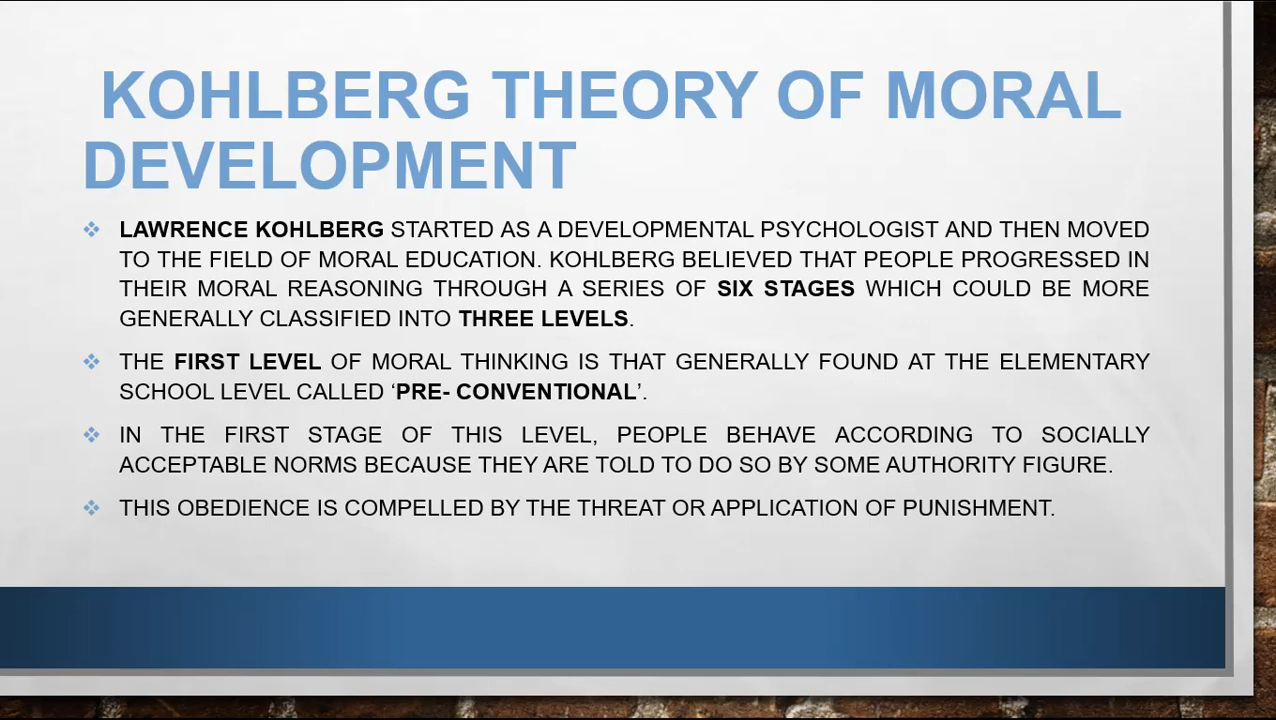 KOHLBERG THEORY OF MORAL
DEVELOPMENT
LAWRENCE KOHLBERG STARTED AS A DEVELOPMENTAL PSYCHOLOGIST AND THEN MOVED
TO THE FIELD OF MORAL EDUCATION. KOHLBERG BELIEVED THAT PEOPLE PROGRESSED IN
THEIR MORAL REASONING THROUGH A SERIES OF SIX STAGES WHICH COULD BE MORE
GENERALLY CLASSIFIED INTO THREE LEVELS.
THE FIRST LEVEL OF MORAL THINKING IS THAT GENERALLY FOUND AT THE ELEMENTARY
SCHOOL LEVEL CALLED ‘PRE- CONVENTIONAL’.
IN THE FIRST STAGE OF THIS LEVEL, PEOPLE BEHAVE ACCORDING TO SOCIALLY
ACCEPTABLE NORMS BECAUSE THEY ARE TOLD TO DO SO BY SOME AUTHORITY FIGURE.
THIS OBEDIENCE IS COMPELLED BY THE THREAT OR APPLICATION OF PUNISHMENT.